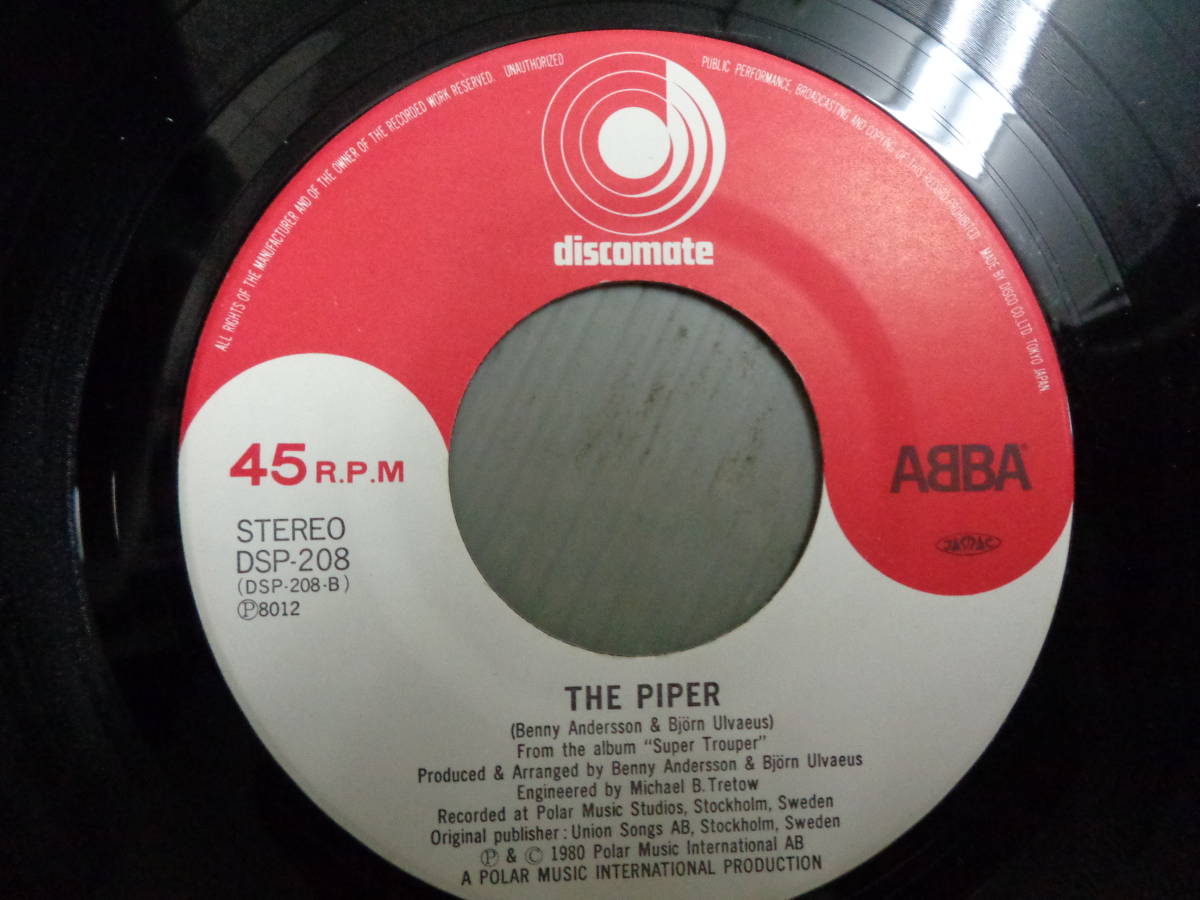 ALL RIGHTS OF THE MANUFACTURER AND OF THE OWNER OF THE RECORDED WORK RESERVED. UNAUTHORIZED PUBLIC PERFORMANCE, BROADCASTING AND COPYING OF THIS RECORD PROHIBITED. MADE BY DISCO CO., LTD. TOKYO JAPAN
d
discomate
45 R.P.M
ABBA®
STEREO
JASRAC
DSP-208
(DSP-208-B)
Ⓟ8012
THE PIPER
(Benny Andersson & Björn Ulvaeus)
From the album "Super Trouper"
Produced & Arranged by Benny Andersson & Björn Ulvaeus
Engineered by Michael B. Tretow
Recorded at Polar Music Studios, Stockholm, Sweden
Original publisher : Union Songs AB, Stockholm, Sweden
Ⓟ & © 1980 Polar Music International AB
A POLAR MUSIC INTERNATIONAL PRODUCTION